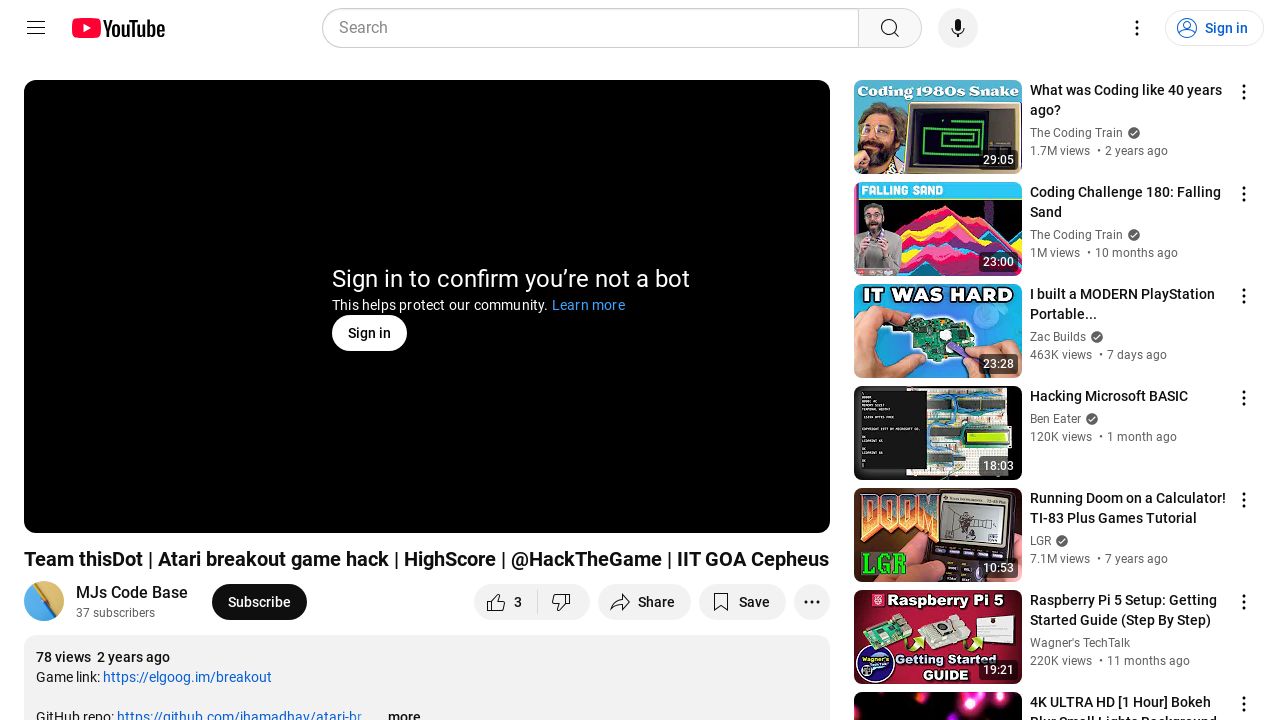 YouTube
Search
Sign in
Sign in to confirm you’re not a bot
This helps protect our community. Learn more
Sign in
Team thisDot | Atari breakout game hack | HighScore | @HackTheGame | IIT GOA Cepheus
MJs Code Base
37 subscribers
Subscribe
3
Share
Save
78 views 2 years ago
Game link: https://elgoog.im/breakout
GitHub repo: https://github.com/jhamadhav/atari-br
...more
Coding 1980s Snake
29:05
What was Coding like 40 years
ago?
The Coding Train
1.7M views • 2 years ago
FALLING SAND
23:00
Coding Challenge 180: Falling
Sand
The Coding Train
1M views • 10 months ago
IT WAS HARD
23:28
I built a MODERN PlayStation
Portable...
Zac Builds
463K views • 7 days ago
18:03
Hacking Microsoft BASIC
Ben Eater
120K views • 1 month ago
DOOM
LGR
10:53
Running Doom on a Calculator!
TI-83 Plus Games Tutorial
LGR
7.1M views • 7 years ago
Raspberry Pi 5
Wagner's
TechTalk
Getting Started
GUIDE
19:21
Raspberry Pi 5 Setup: Getting
Started Guide (Step By Step)
Wagner's TechTalk
220K views • 11 months ago
4K ULTRA HD [1 Hour] Bokeh
Blur Small Lights Background